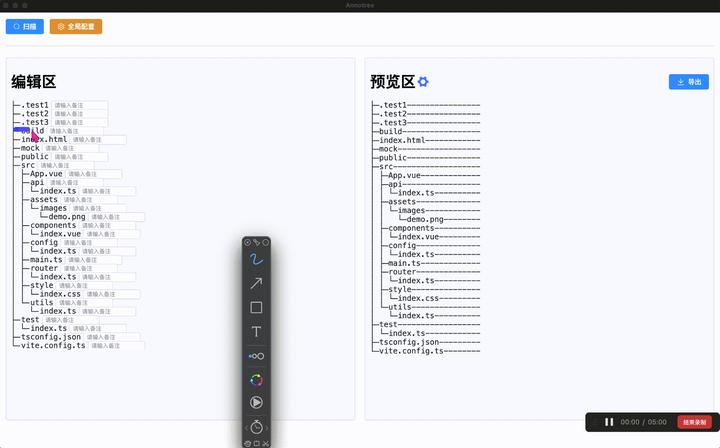 Annotree
扫描
全局配置
编辑区
├─.test1 请输入备注
├─.test2 请输入备注
├─.test3 请输入备注
├─build 请输入备注
├─index.html 请输入备注
├─mock 请输入备注
├─public 请输入备注
├─src 请输入备注
│ ├─App.vue 请输入备注
│ ├─api 请输入备注
│ │ └─index.ts 请输入备注
│ ├─assets 请输入备注
│ │ └─images 请输入备注
│ │   └─demo.png 请输入备注
│ ├─components 请输入备注
│ │ └─index.vue 请输入备注
│ ├─config 请输入备注
│ │ └─index.ts 请输入备注
│ ├─main.ts 请输入备注
│ ├─router 请输入备注
│ │ └─index.ts 请输入备注
│ ├─style 请输入备注
│ │ └─index.css 请输入备注
│ └─utils 请输入备注
│   └─index.ts 请输入备注
├─test 请输入备注
│ └─index.ts 请输入备注
├─tsconfig.json 请输入备注
└─vite.config.ts 请输入备注
预览区
导出
├─.test1-----------------
├─.test2-----------------
├─.test3-----------------
├─build------------------
├─index.html-------------
├─mock-------------------
├─public-----------------
├─src--------------------
│ ├─App.vue--------------
│ ├─api------------------
│ │ └─index.ts-----------
│ ├─assets---------------
│ │ └─images-------------
│ │   └─demo.png---------
│ ├─components-----------
│ │ └─index.vue----------
│ ├─config---------------
│ │ └─index.ts-----------
│ ├─main.ts--------------
│ ├─router---------------
│ │ └─index.ts-----------
│ ├─style----------------
│ │ └─index.css----------
│ └─utils----------------
│   └─index.ts-----------
├─test-------------------
│ └─index.ts-------------
├─tsconfig.json----------
└─vite.config.ts---------
T
00:00 / 05:00
结束录制